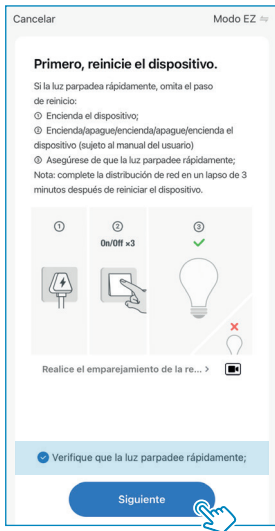 Cancelar Modo EZ
Primero, reinicie el dispositivo.
Si la luz parpadea rápidamente, omita el paso
de reinicio:
① Encienda el dispositivo;
② Encienda/apague/encienda/apague/encienda el
dispositivo (sujeto al manual del usuario)
③ Asegúrese de que la luz parpadee rápidamente;
Nota: complete la distribución de red en un lapso de 3
minutos después de reiniciar el dispositivo.
① ② ③
On/Off ×3
Realice el emparejamiento de la re... >
Verifique que la luz parpadee rápidamente;
Siguiente